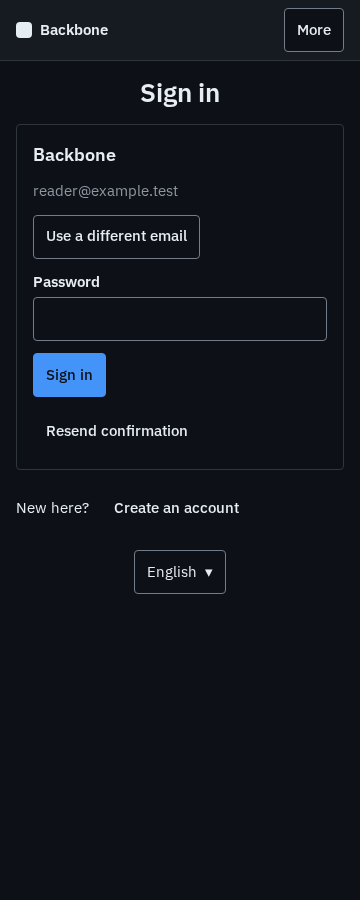 Backbone
More
Sign in
Backbone
reader@example.test
Use a different email
Password
Sign in
Resend confirmation
New here? Create an account
English ▾